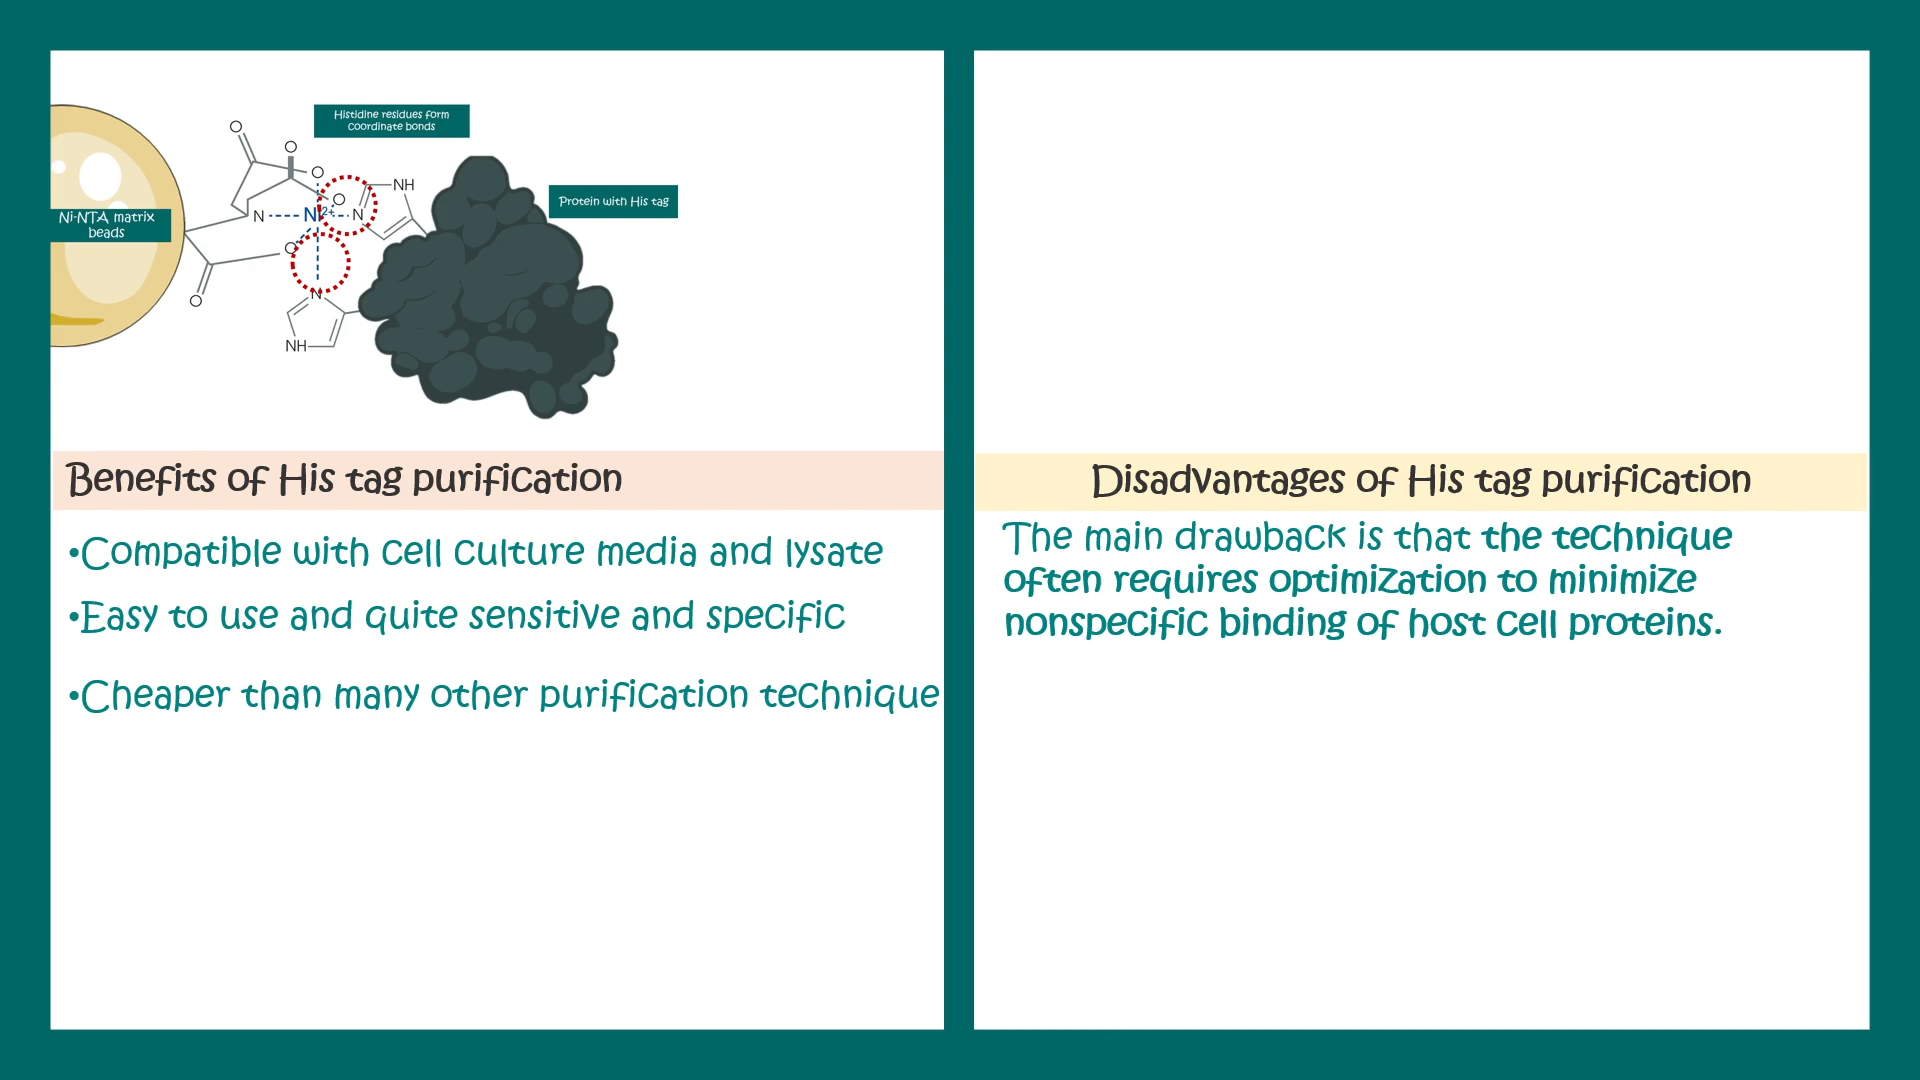 Histidine residues form
coordinate bonds
Protein with His tag
Ni-NTA matrix
beads
O
O
O
O
NH
N
Ni
2+
N
O
O
N
NH
Benefits of His tag purification
•Compatible with cell culture media and lysate
•Easy to use and quite sensitive and specific
•Cheaper than many other purification technique
Disadvantages of His tag purification
The main drawback is that the technique
often requires optimization to minimize
nonspecific binding of host cell proteins.